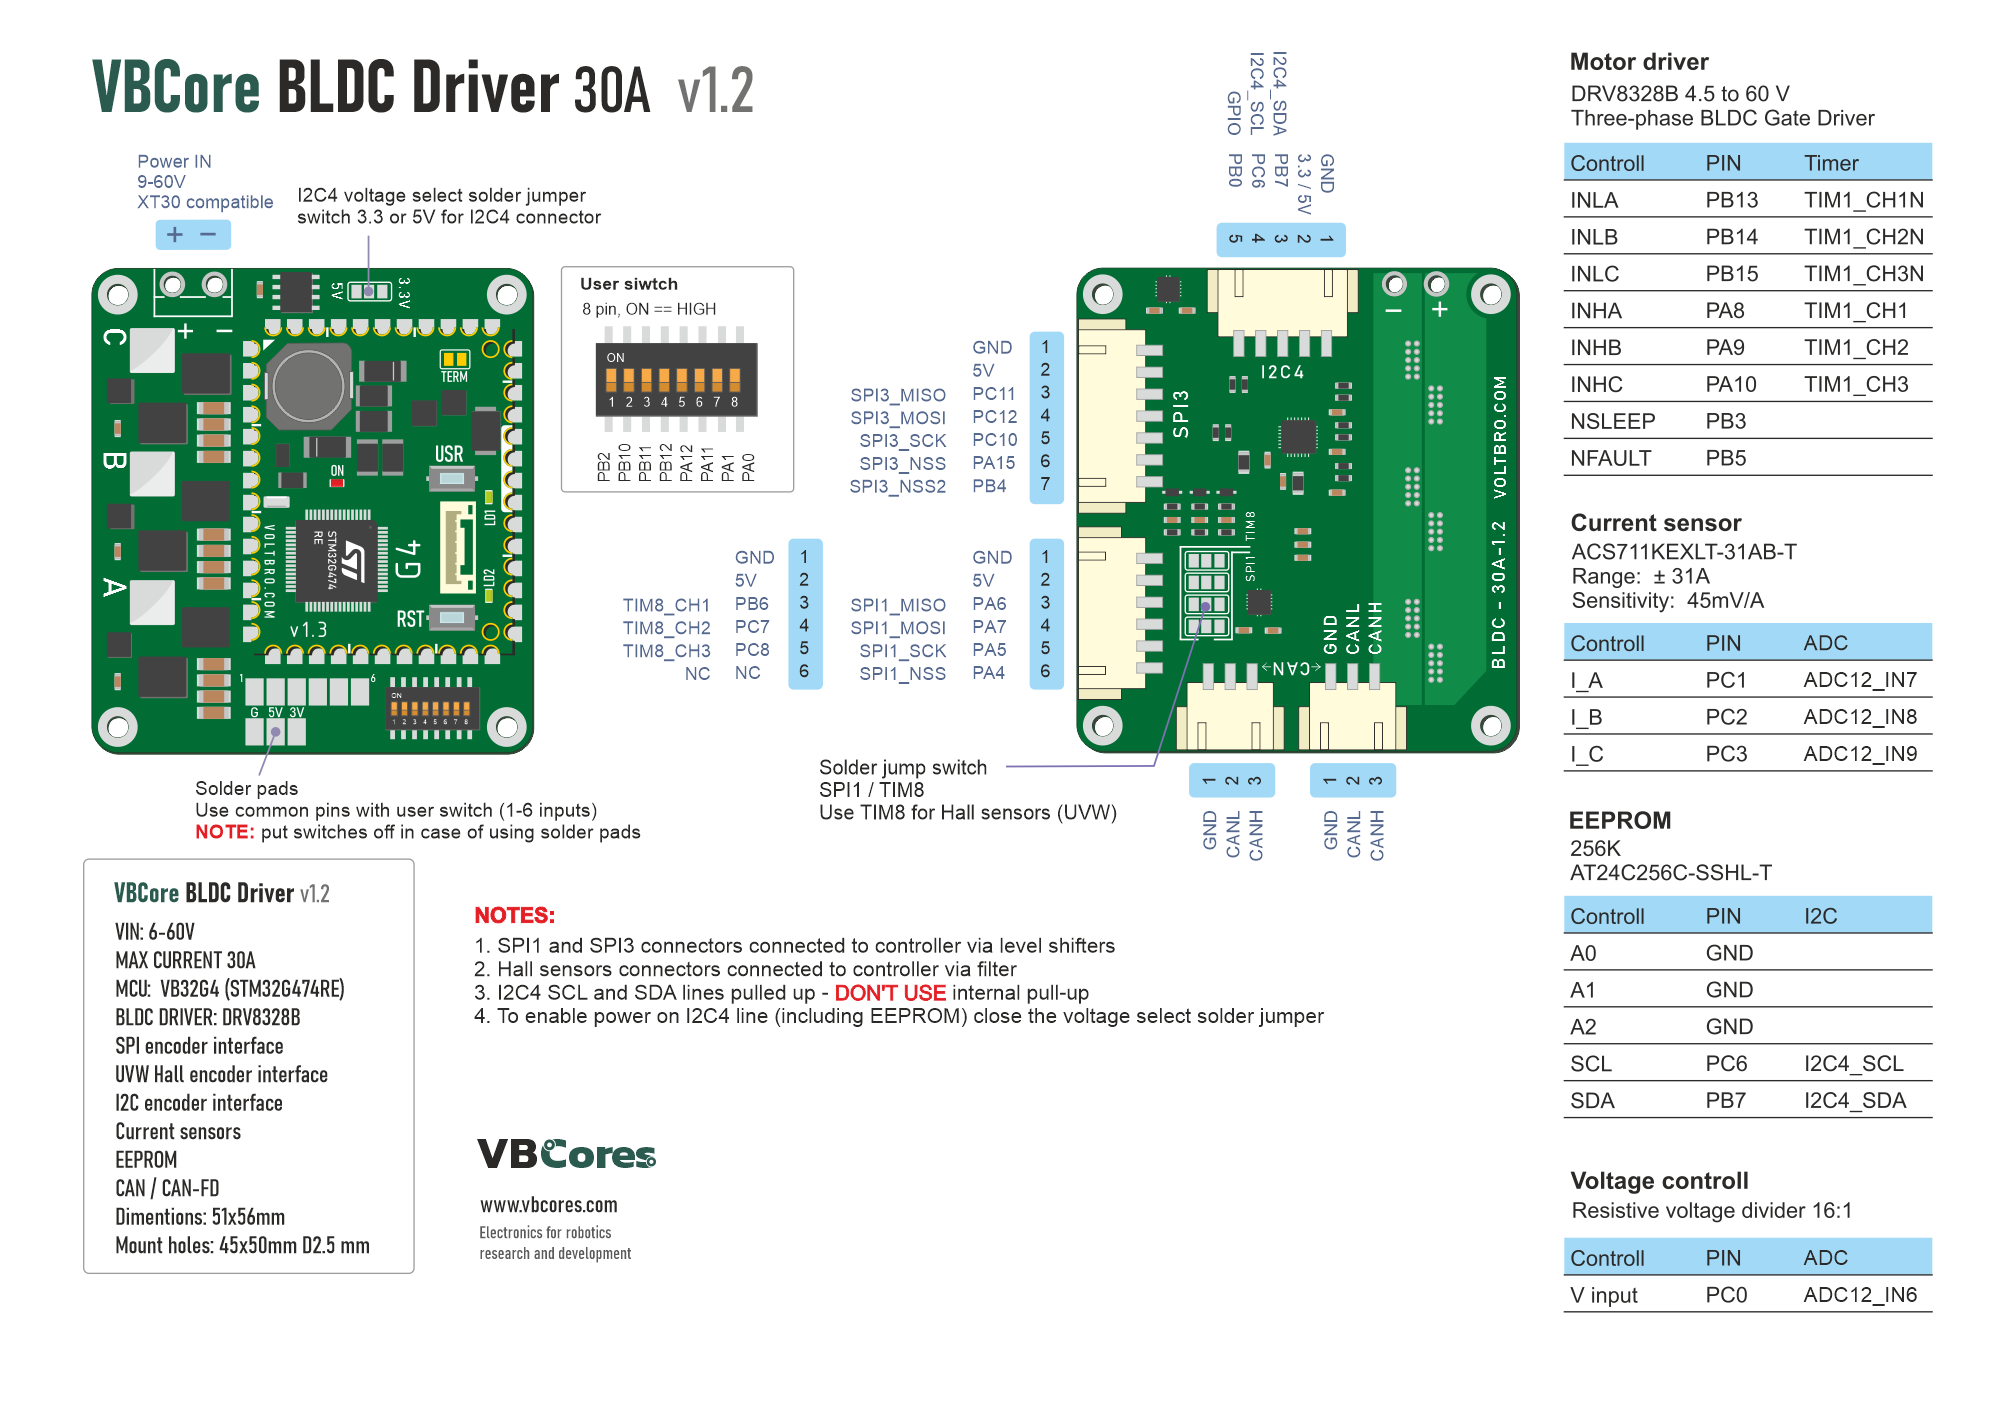 VBCore BLDC Driver 30A v1.2
Power IN
9-60V
XT30 compatible
+ −
I2C4 voltage select solder jumper
switch 3.3 or 5V for I2C4 connector
5V
3.3V
C
+ −
B
A
TERM
USR
ON
LD1
VOLTBRO.COM
STM32G474
RE
G4
LD2
RST
v1.3
1
6
G 5V 3V
ON
1 2 3 4 5 6 7 8
Solder pads
Use common pins with user switch (1-6 inputs)
NOTE: put switches off in case of using solder pads
User siwtch
8 pin, ON == HIGH
ON
1 2 3 4 5 6 7 8
PB2
PB10
PB11
PB12
PA12
PA11
PA1
PA0
GPIO PB0
I2C4_SCL PC6
I2C4_SDA PB7
3.3 / 5V
GND
5 4 3 2 1
GND 1
5V 2
SPI3_MISO PC11 3
SPI3_MOSI PC12 4
SPI3_SCK PC10 5
SPI3_NSS PA15 6
SPI3_NSS2 PB4 7
GND 1
5V 2
TIM8_CH1 PB6 3
TIM8_CH2 PC7 4
TIM8_CH3 PC8 5
NC NC 6
GND 1
5V 2
SPI1_MISO PA6 3
SPI1_MOSI PA7 4
SPI1_SCK PA5 5
SPI1_NSS PA4 6
− +
I2C4
SPI3
SPI1 TIM8
BLDC - 30A-1.2 VOLTBRO.COM
GND
CANL
CANH
←CAN→
1 2 3
GND
CANL
CANH
1 2 3
GND
CANL
CANH
Solder jump switch
SPI1 / TIM8
Use TIM8 for Hall sensors (UVW)
VBCore BLDC Driver v1.2
VIN: 6-60V
MAX CURRENT 30A
MCU: VB32G4 (STM32G474RE)
BLDC DRIVER: DRV8328B
SPI encoder interface
UVW Hall encoder interface
I2C encoder interface
Current sensors
EEPROM
CAN / CAN-FD
Dimentions: 51x56mm
Mount holes: 45x50mm D2.5 mm
NOTES:
1. SPI1 and SPI3 connectors connected to controller via level shifters
2. Hall sensors connectors connected to controller via filter
3. I2C4 SCL and SDA lines pulled up - DON'T USE internal pull-up
4. To enable power on I2C4 line (including EEPROM) close the voltage select solder jumper
VBCores
www.vbcores.com
Electronics for robotics
research and development
Motor driver
DRV8328B 4.5 to 60 V
Three-phase BLDC Gate Driver
Controll PIN Timer
INLA PB13 TIM1_CH1N
INLB PB14 TIM1_CH2N
INLC PB15 TIM1_CH3N
INHA PA8 TIM1_CH1
INHB PA9 TIM1_CH2
INHC PA10 TIM1_CH3
NSLEEP PB3
NFAULT PB5
Current sensor
ACS711KEXLT-31AB-T
Range: ± 31A
Sensitivity: 45mV/A
Controll PIN ADC
I_A PC1 ADC12_IN7
I_B PC2 ADC12_IN8
I_C PC3 ADC12_IN9
EEPROM
256K
AT24C256C-SSHL-T
Controll PIN I2C
A0 GND
A1 GND
A2 GND
SCL PC6 I2C4_SCL
SDA PB7 I2C4_SDA
Voltage controll
Resistive voltage divider 16:1
Controll PIN ADC
V input PC0 ADC12_IN6